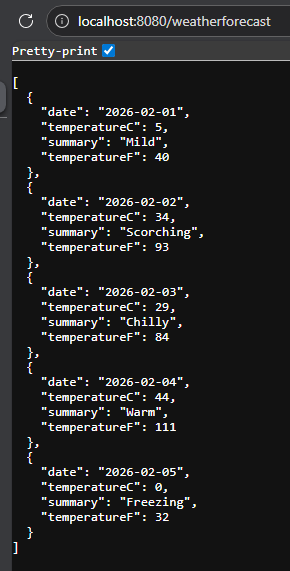 localhost:8080/weatherforecast
Pretty-print
[
  {
    "date": "2026-02-01",
    "temperatureC": 5,
    "summary": "Mild",
    "temperatureF": 40
  },
  {
    "date": "2026-02-02",
    "temperatureC": 34,
    "summary": "Scorching",
    "temperatureF": 93
  },
  {
    "date": "2026-02-03",
    "temperatureC": 29,
    "summary": "Chilly",
    "temperatureF": 84
  },
  {
    "date": "2026-02-04",
    "temperatureC": 44,
    "summary": "Warm",
    "temperatureF": 111
  },
  {
    "date": "2026-02-05",
    "temperatureC": 0,
    "summary": "Freezing",
    "temperatureF": 32
  }
]